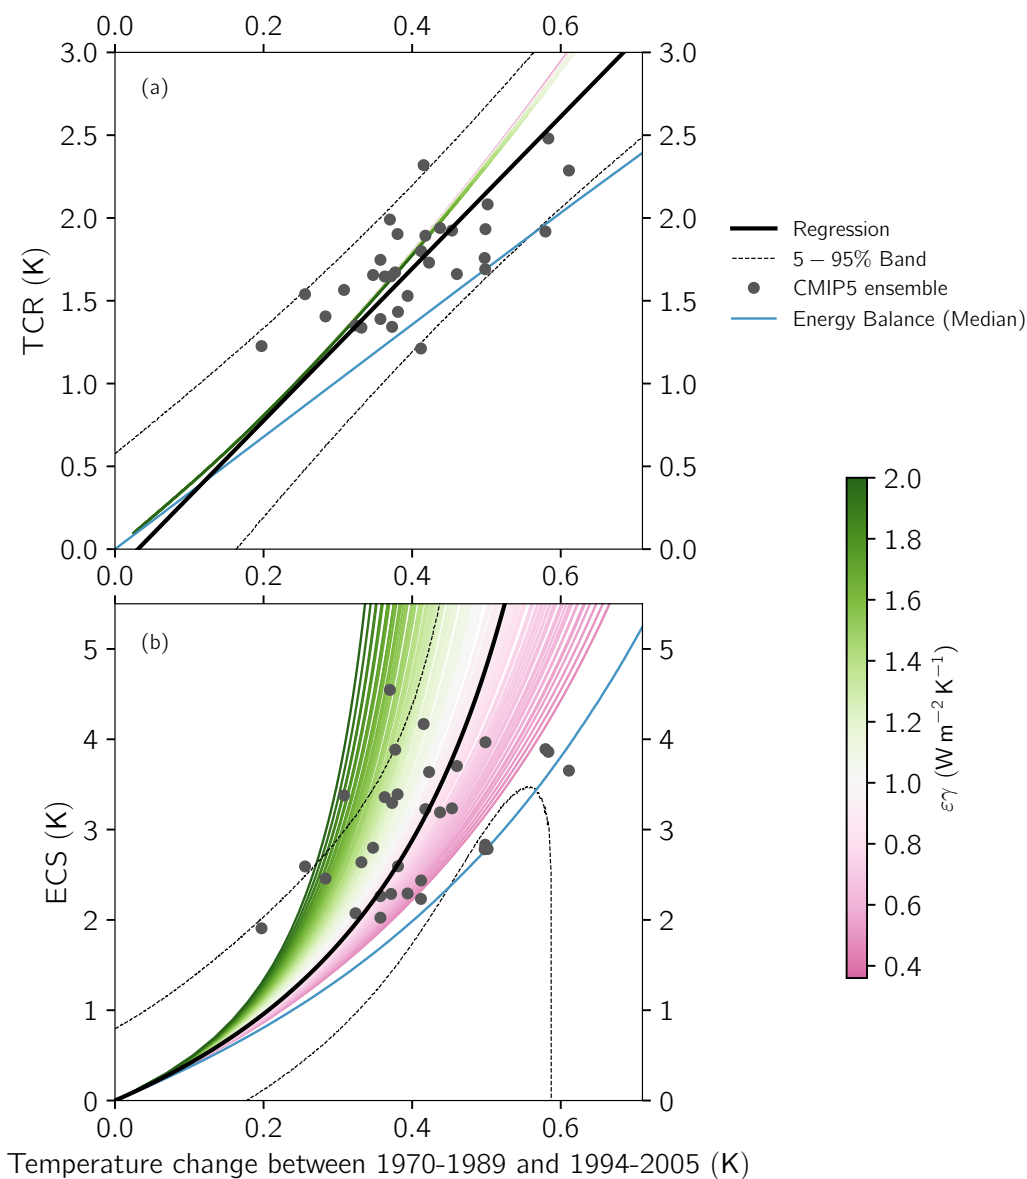 0.0 0.2 0.4 0.6
3.0 3.0
(a)
2.5 2.5
2.0 2.0
Regression
5 – 95% Band
CMIP5 ensemble
Energy Balance (Median)
TCR (K)
1.5 1.5
1.0 1.0
0.5 0.5
0.0 0.0
0.0 0.2 0.4 0.6
(b)
5 5
4 4
3 3
ECS (K)
2 2
1 1
0 0
0.0 0.2 0.4 0.6
Temperature change between 1970-1989 and 1994-2005 (K)
2.0
1.8
1.6
1.4
1.2
1.0
0.8
0.6
0.4
εγ (W m⁻² K⁻¹)